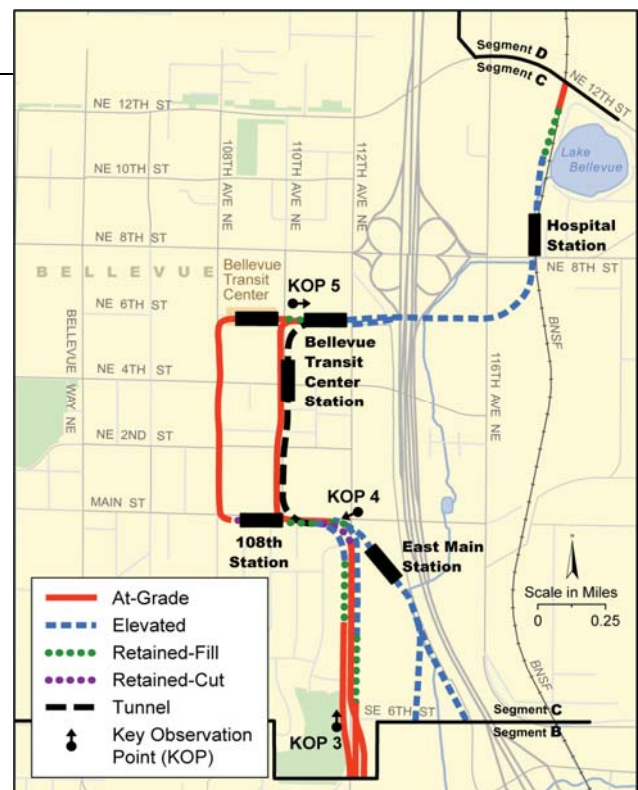 Segment D
Segment C
NE 12TH ST
NE 12TH ST
108TH AVE NE
110TH AVE NE
112TH AVE NE
Lake
Bellevue
NE 10TH ST
Hospital
Station
NE 8TH ST
NE 8TH ST
BELLEVUE
Bellevue
Transit
Center
KOP 5
NE 6TH ST
BELLEVUE
WAY NE
Bellevue
Transit
Center
Station
BNSF
116TH AVE NE
NE 4TH ST
NE 2ND ST
KOP 4
MAIN ST
108th
Station
East Main
Station
Scale in Miles
0
0.25
At-Grade
Elevated
Retained-Fill
Retained-Cut
Tunnel
Key Observation
Point (KOP)
KOP 3
SE 6TH ST
BNSF
Segment C
Segment B